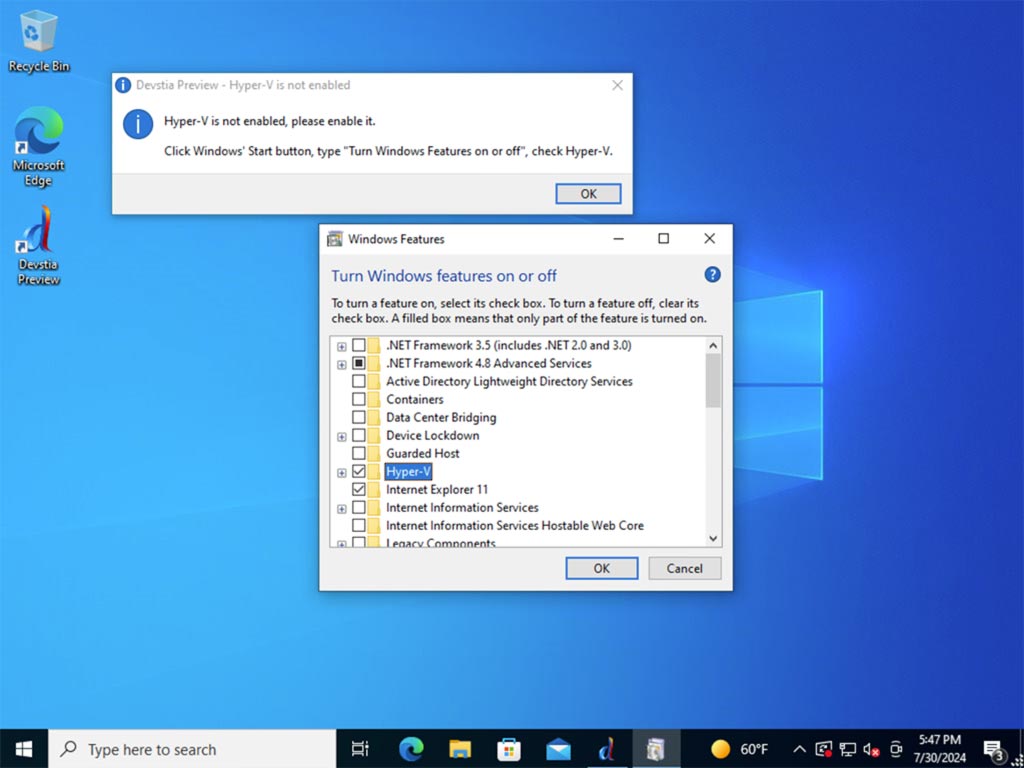 Recycle Bin
Microsoft
Edge
Devstia
Preview
Devstia Preview - Hyper-V is not enabled
Hyper-V is not enabled, please enable it.
Click Windows' Start button, type "Turn Windows Features on or off", check Hyper-V.
OK
Windows Features
Turn Windows features on or off
To turn a feature on, select its check box. To turn a feature off, clear its
check box. A filled box means that only part of the feature is turned on.
.NET Framework 3.5 (includes .NET 2.0 and 3.0)
.NET Framework 4.8 Advanced Services
Active Directory Lightweight Directory Services
Containers
Data Center Bridging
Device Lockdown
Guarded Host
Hyper-V
Internet Explorer 11
Internet Information Services
Internet Information Services Hostable Web Core
Legacy Components
OK
Cancel
Type here to search
60°F
5:47 PM
7/30/2024
3